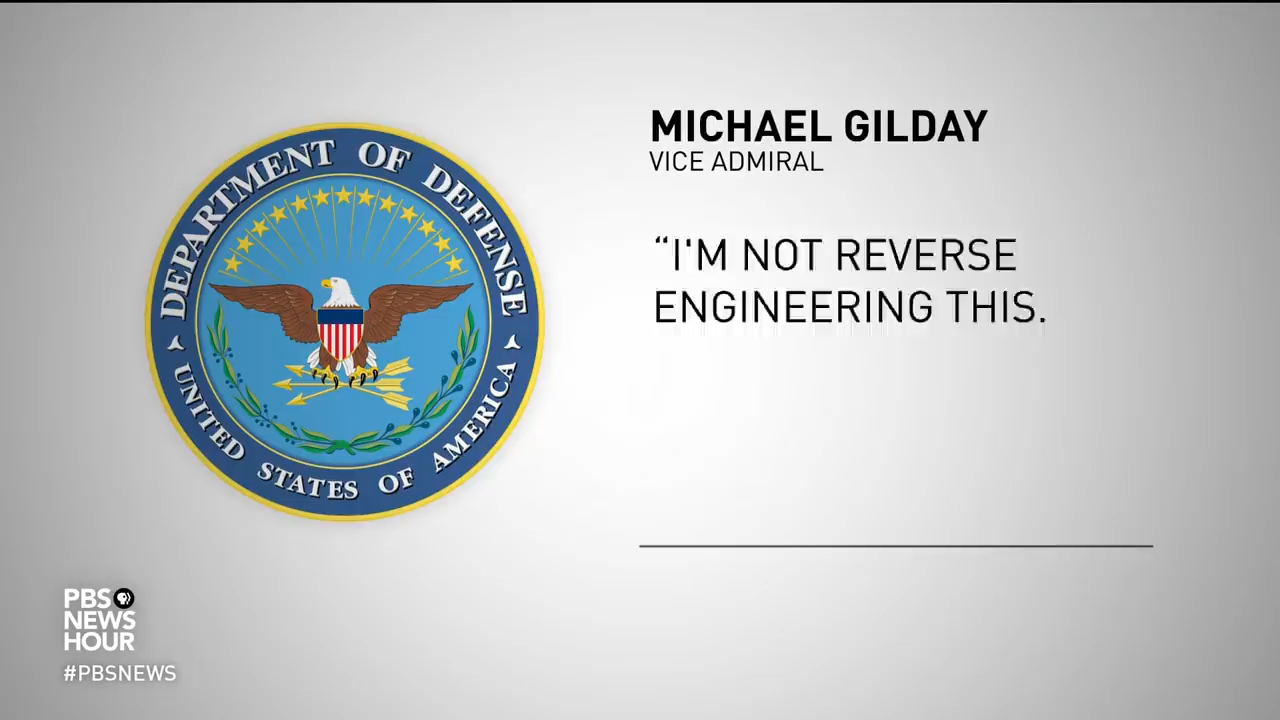 DEPARTMENT OF DEFENSE
UNITED STATES OF AMERICA
MICHAEL GILDAY
VICE ADMIRAL
“I'M NOT REVERSE
ENGINEERING THIS.
PBS
NEWS
HOUR
#PBSNEWS